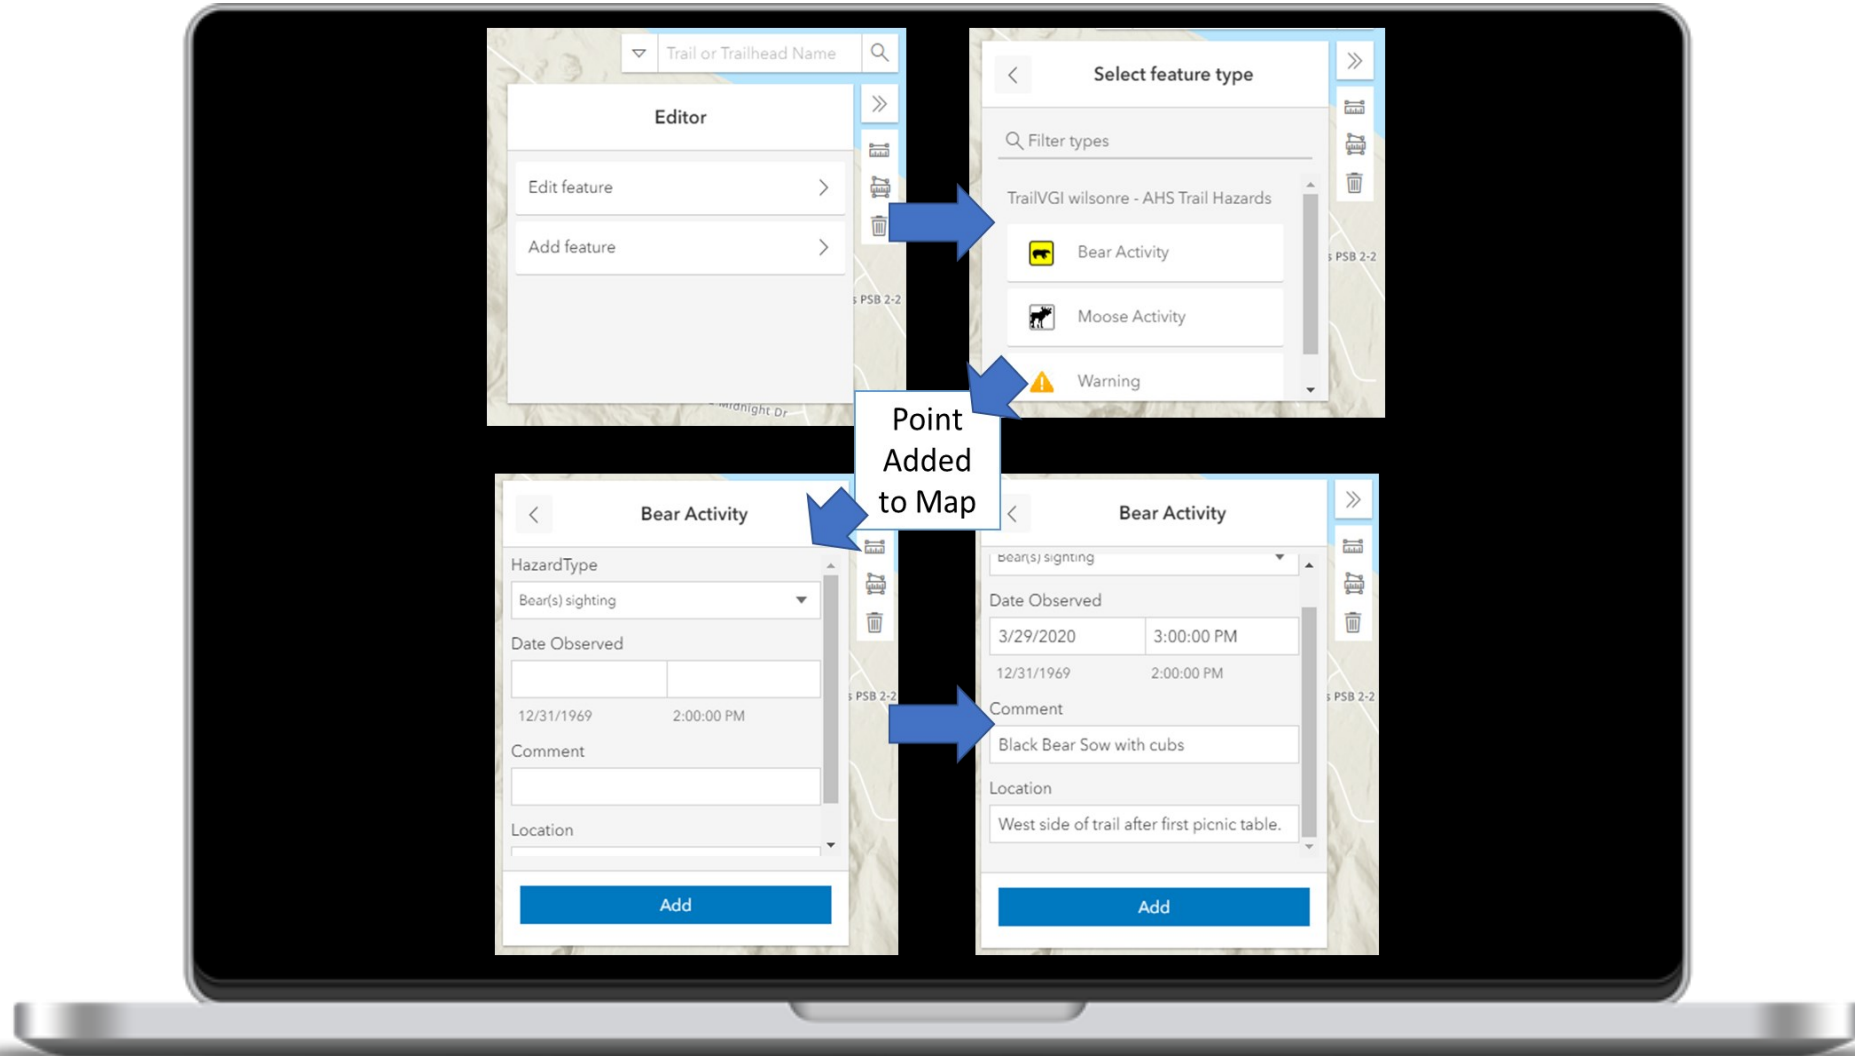 Trail or Trailhead Name
Editor
Edit feature
Add feature
s PSB 2-2
Midnight Dr
Select feature type
Filter types
TrailVGI wilsonre - AHS Trail Hazards
Bear Activity
Moose Activity
Warning
s PSB 2-2
Point
Added
to Map
Bear Activity
HazardType
Bear(s) sighting
Date Observed
12/31/1969 2:00:00 PM
Comment
Location
Add
s PSB 2-2
Bear Activity
Bear(s) sighting
Date Observed
3/29/2020 3:00:00 PM
12/31/1969 2:00:00 PM
Comment
Black Bear Sow with cubs
Location
West side of trail after first picnic table.
Add
s PSB 2-2